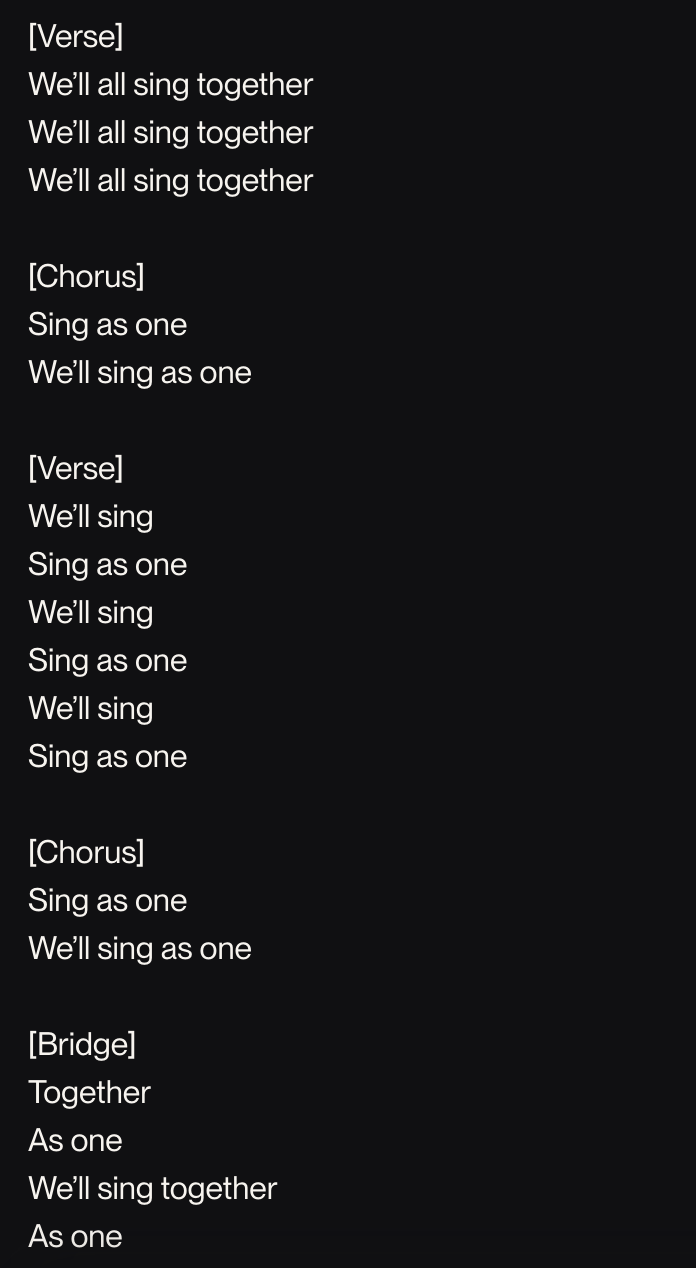 [Verse]
We’ll all sing together
We’ll all sing together
We’ll all sing together

[Chorus]
Sing as one
We’ll sing as one

[Verse]
We’ll sing
Sing as one
We’ll sing
Sing as one
We’ll sing
Sing as one

[Chorus]
Sing as one
We’ll sing as one

[Bridge]
Together
As one
We’ll sing together
As one